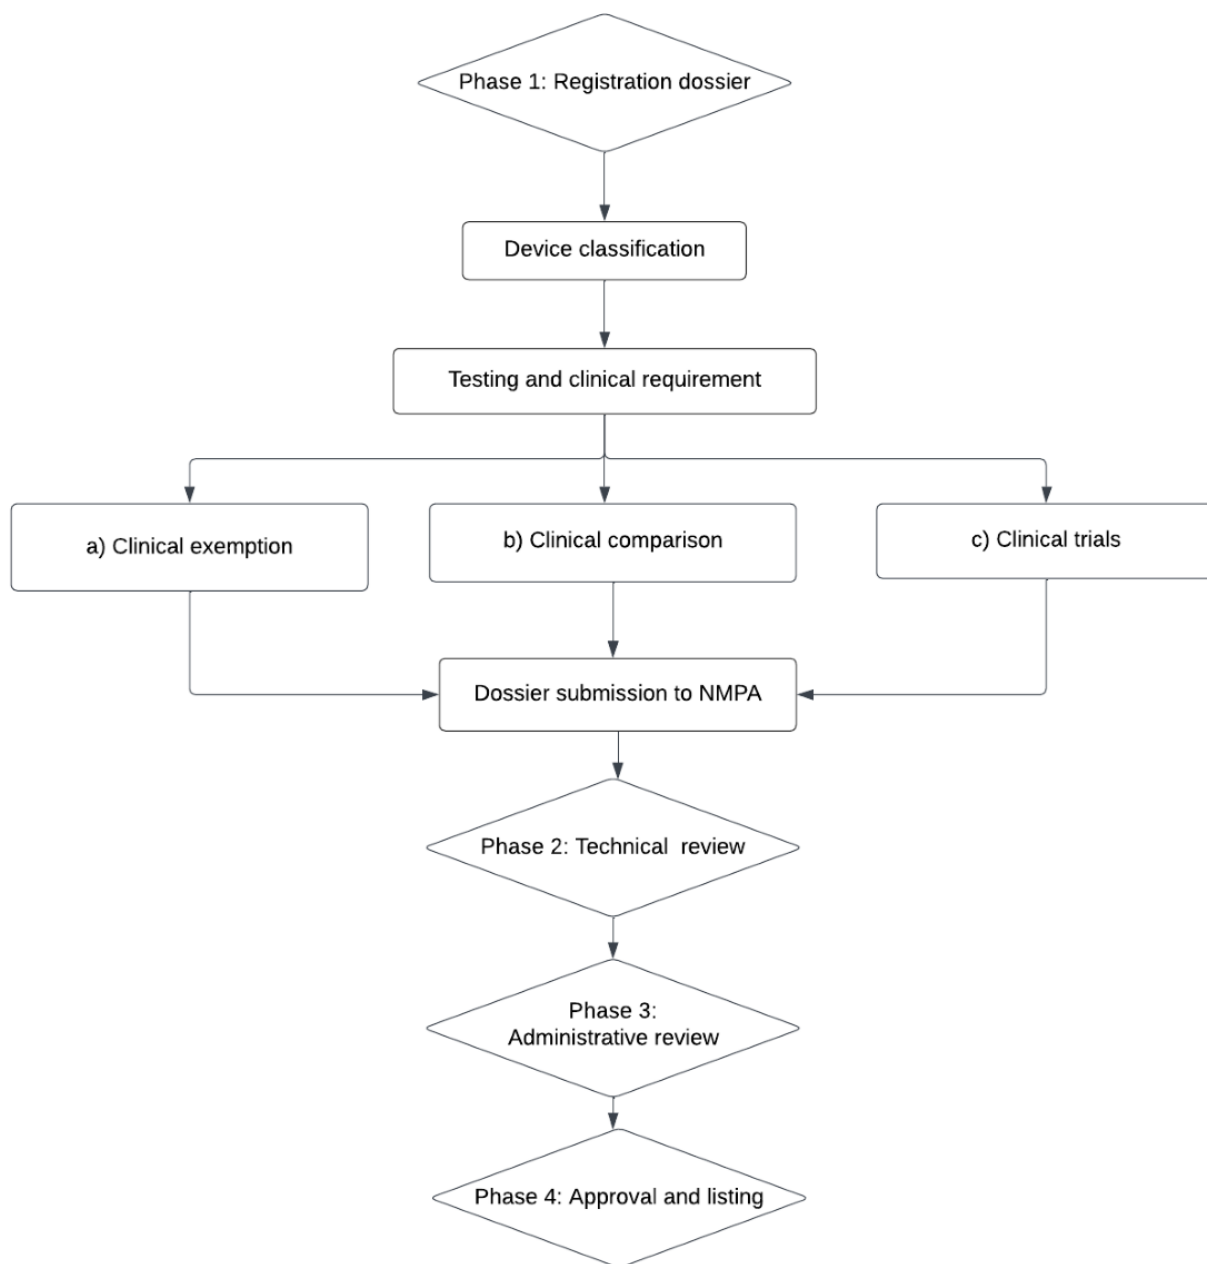 Phase 1: Registration dossier
Device classification
Testing and clinical requirement
a) Clinical exemption
b) Clinical comparison
c) Clinical trials
Dossier submission to NMPA
Phase 2: Technical review
Phase 3:
Administrative review
Phase 4: Approval and listing